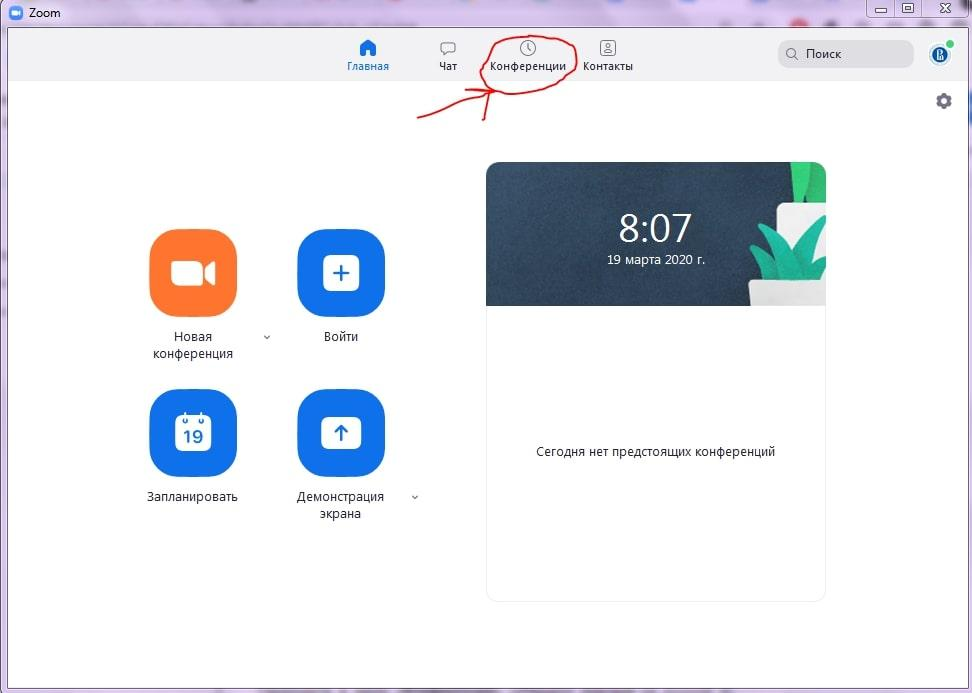 Zoom
Главная
Чат
Конференции
Контакты
Поиск
8:07
19 марта 2020 г.
Новая
конференция
Войти
19
Запланировать
Демонстрация
экрана
Сегодня нет предстоящих конференций